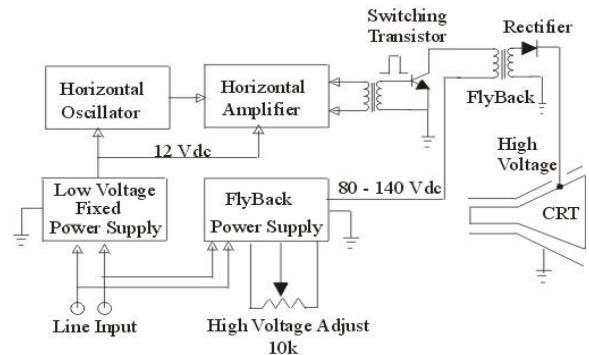 Switching
Transistor
Rectifier
Horizontal
Oscillator
Horizontal
Amplifier
FlyBack
12 Vdc
High
Voltage
Low Voltage
Fixed
Power Supply
FlyBack
Power Supply
80 - 140 Vdc
CRT
Line Input
High Voltage Adjust
10k